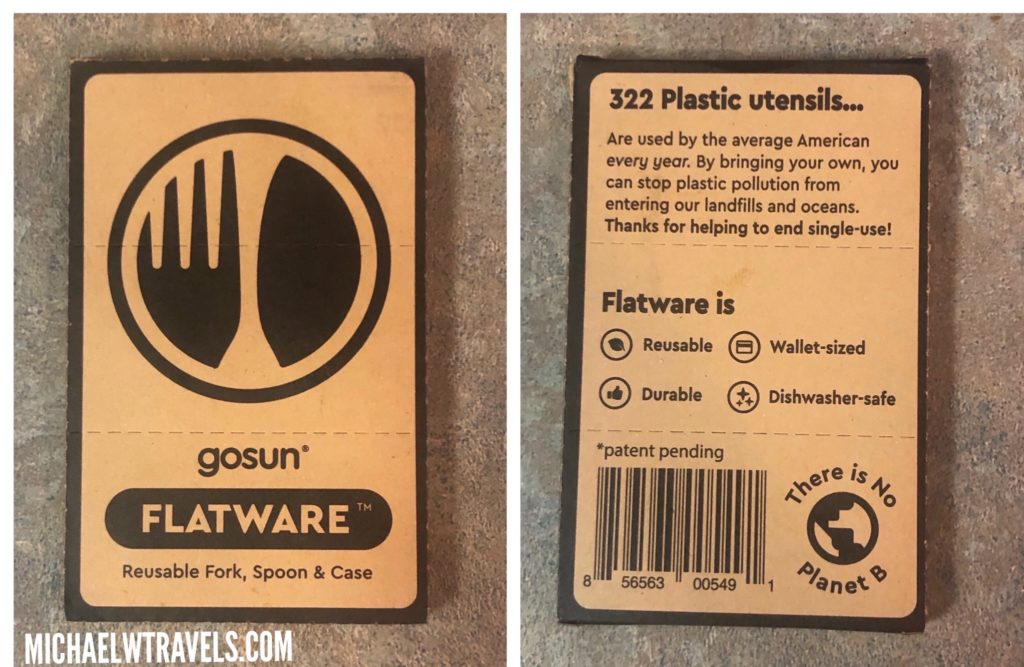 gosun®
FLATWARE™
Reusable Fork, Spoon & Case
MICHAELWTRAVELS.COM
322 Plastic utensils...
Are used by the average American
every year. By bringing your own, you
can stop plastic pollution from
entering our landfills and oceans.
Thanks for helping to end single-use!
Flatware is
Reusable
Wallet-sized
Durable
Dishwasher-safe
*patent pending
8 56563 00549 1
There is No
Planet B